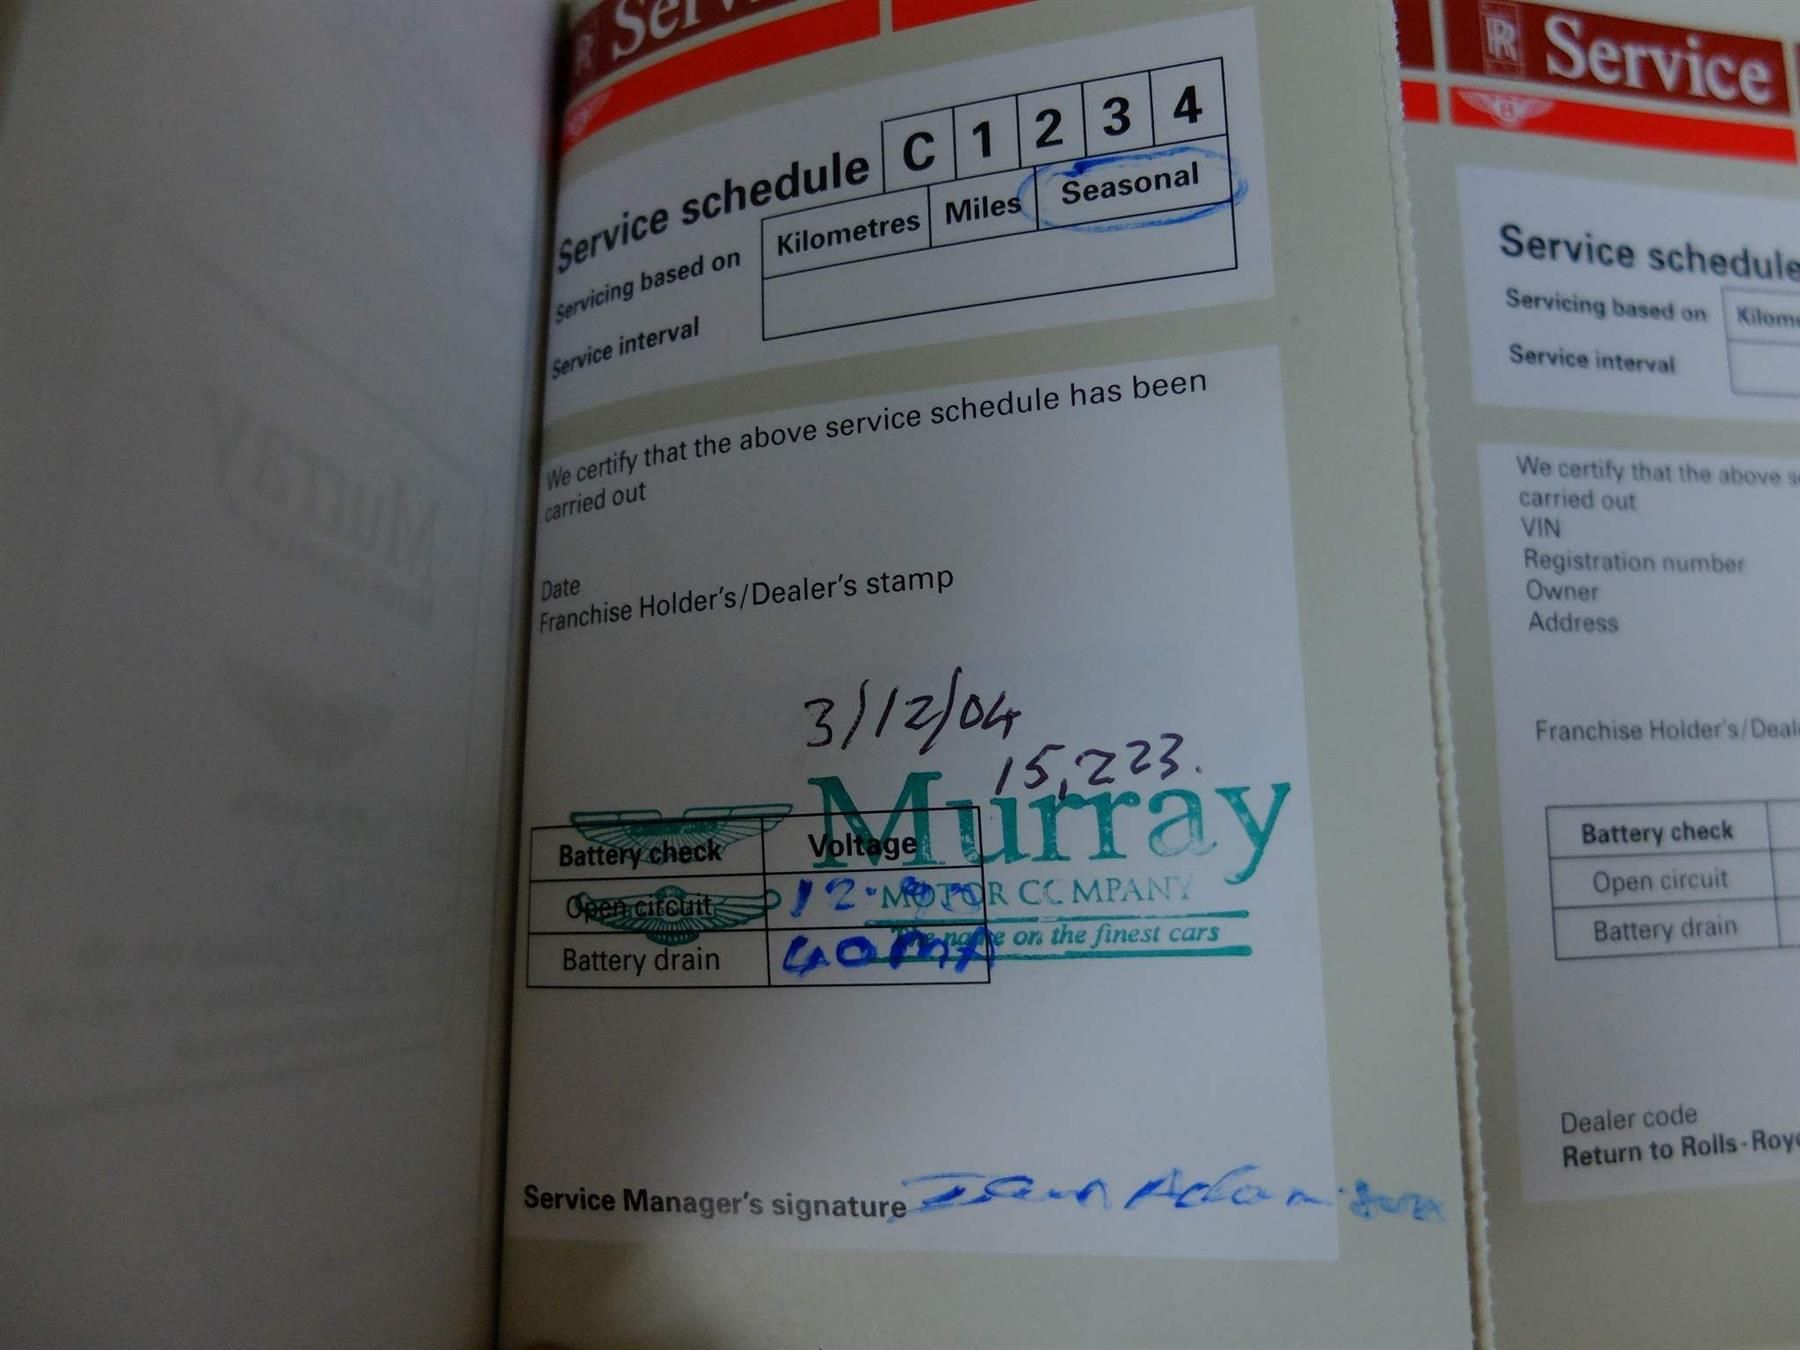 Service
Service schedule C 1 2 3 4
Servicing based on Kilometres Miles Seasonal
Service interval
We certify that the above service schedule has been
carried out
Date
Franchise Holder's/Dealer's stamp
3/12/04
15,223.
Murray
MOTOR COMPANY
The name on the finest cars
Battery check Voltage
Open circuit
Battery drain 40mA
Service Manager's signature
RR Service
Service schedule
Servicing based on
Service interval
We certify that the above
carried out
VIN
Registration number
Owner
Address
Franchise Holder's/
Battery check
Open circuit
Battery drain
Dealer code
Return to
Murray